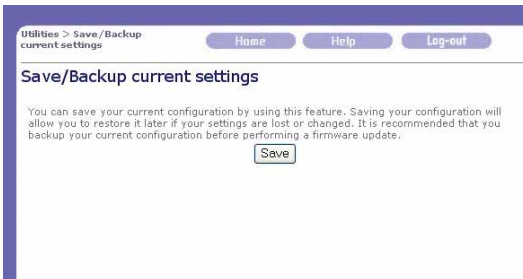 Utilities > Save/Backup
current settings
Home
Help
Log-out
Save/Backup current settings
You can save your current configuration by using this feature. Saving your configuration will
allow you to restore it later if your settings are lost or changed. It is recommended that you
backup your current configuration before performing a firmware update.
Save